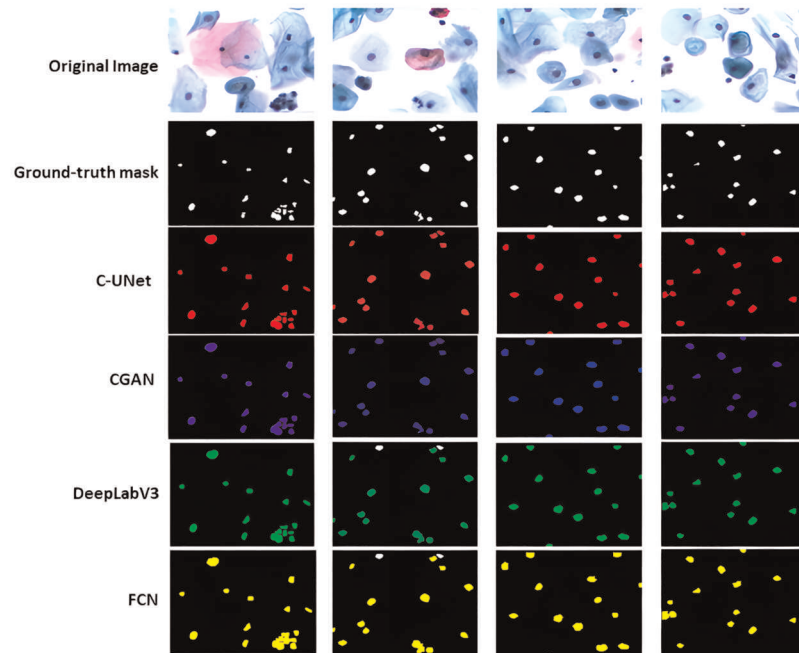 Original Image
Ground-truth mask
C-UNet
CGAN
DeepLabV3
FCN